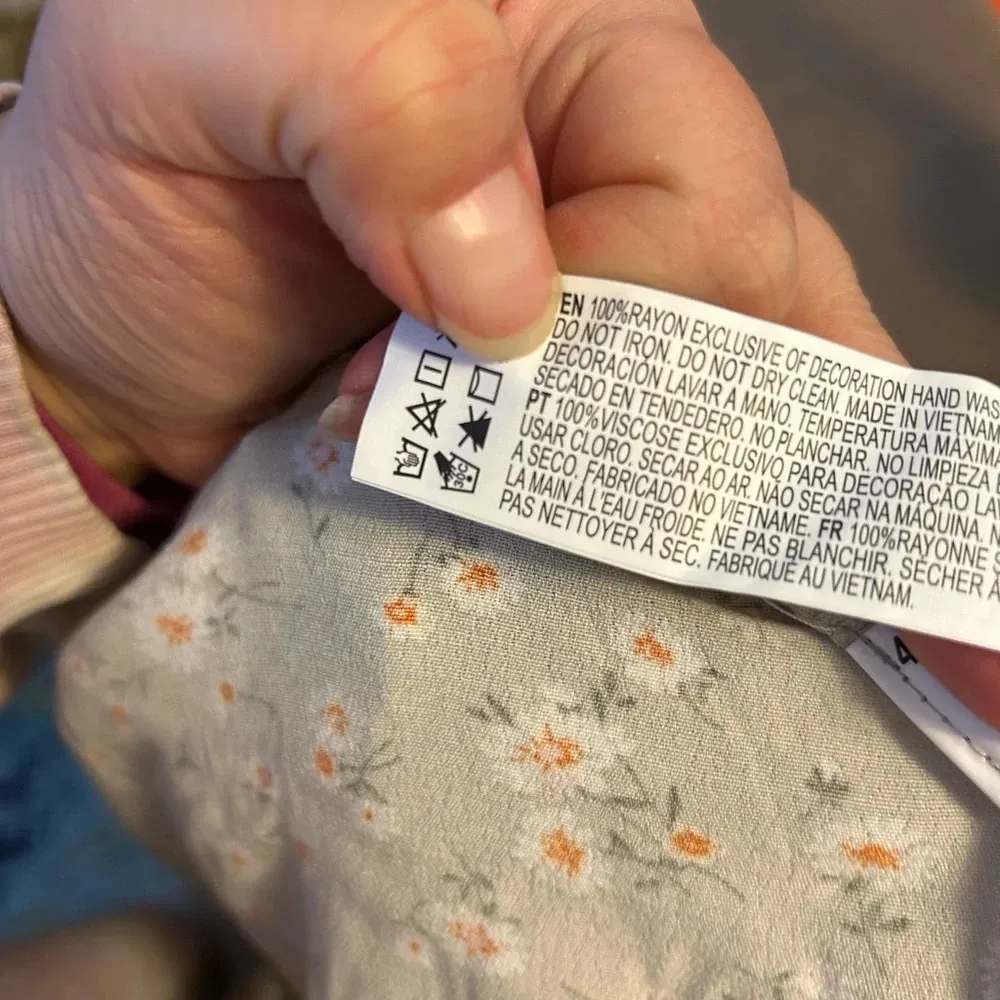 EN 100%RAYON EXCLUSIVE OF DECORATION HAND WAS
DO NOT IRON. DO NOT DRY CLEAN. MADE IN VIETNAM
DECORACIÓN LAVAR A MANO, TEMPERATURA MÁXIMA
SECADO EN TENDEDERO. NO PLANCHAR. NO LIMPIEZA
PT 100%VISCOSE EXCLUSIVO PARA DECORAÇÃO LA
USAR CLORO. SECAR AO AR. NÃO SECAR NA MÁQUINA. N
A SECO. FABRICADO NO VIETNAME. FR 100%RAYONNE S
LA MAIN À L'EAU FROIDE. NE PAS BLANCHIR. SÉCHER À
PAS NETTOYER À SEC. FABRIQUÉ AU VIETNAM.
30C
4